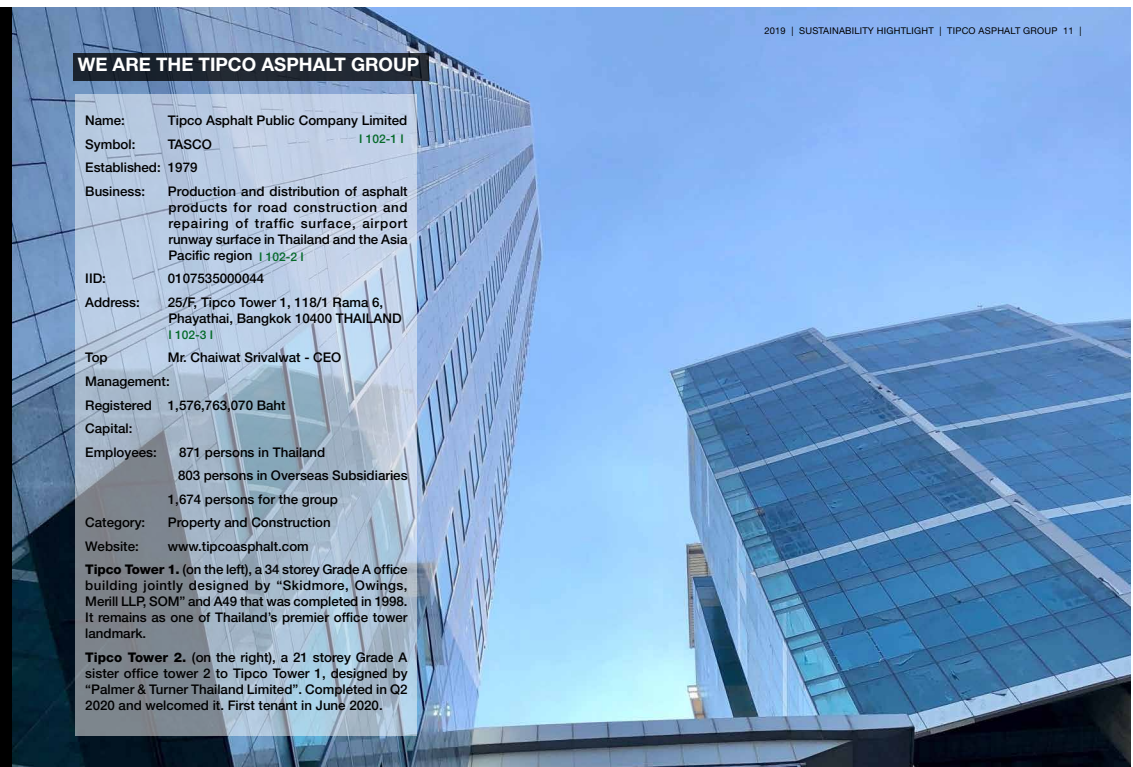 2019 | SUSTAINABILITY HIGHTLIGHT | TIPCO ASPHALT GROUP 11 |
WE ARE THE TIPCO ASPHALT GROUP
Name: Tipco Asphalt Public Company Limited
I 102-1 I
Symbol: TASCO
Established: 1979
Business: Production and distribution of asphalt
products for road construction and
repairing of traffic surface, airport
runway surface in Thailand and the Asia
Pacific region I 102-2 I
IID: 0107535000044
Address: 25/F, Tipco Tower 1, 118/1 Rama 6,
Phayathai, Bangkok 10400 THAILAND
I 102-3 I
Top Mr. Chaiwat Srivalwat - CEO
Management:
Registered 1,576,763,070 Baht
Capital:
Employees: 871 persons in Thailand
803 persons in Overseas Subsidiaries
1,674 persons for the group
Category: Property and Construction
Website: www.tipcoasphalt.com
Tipco Tower 1. (on the left), a 34 storey Grade A office
building jointly designed by “Skidmore, Owings,
Merill LLP, SOM” and A49 that was completed in 1998.
It remains as one of Thailand’s premier office tower
landmark.
Tipco Tower 2. (on the right), a 21 storey Grade A
sister office tower 2 to Tipco Tower 1, designed by
“Palmer & Turner Thailand Limited”. Completed in Q2
2020 and welcomed it. First tenant in June 2020.